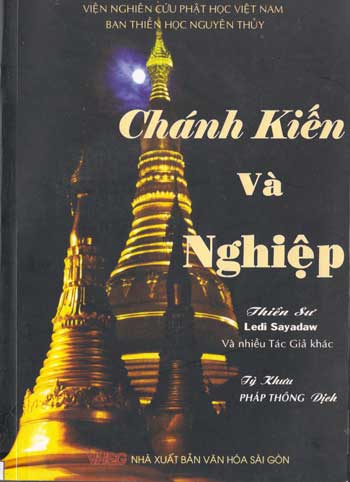 VIỆN NGHIÊN CỨU PHẬT HỌC VIỆT NAM
BAN THIỀN HỌC NGUYÊN THỦY
Chánh Kiến
Và
Nghiệp
Thiền Sư
Ledi Sayadaw
Và nhiều Tác Giả khác
Tỳ Khưu
PHÁP THÔNG Dịch
NHÀ XUẤT BẢN VĂN HÓA SÀI GÒN